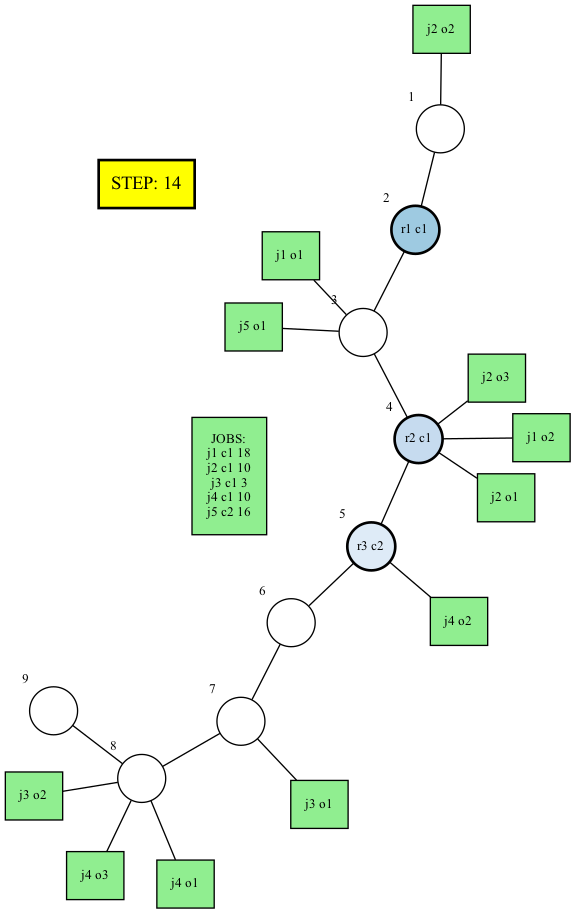 j2 o2
1
STEP: 14
2
r1 c1
j1 o1
3
j5 o1
j2 o3
4
r2 c1
j1 o2
JOBS:
j1 c1 18
j2 c1 10
j3 c1 3
j4 c1 10
j5 c2 16
j2 o1
5
r3 c2
6
j4 o2
9
7
8
j3 o2
j3 o1
j4 o3
j4 o1